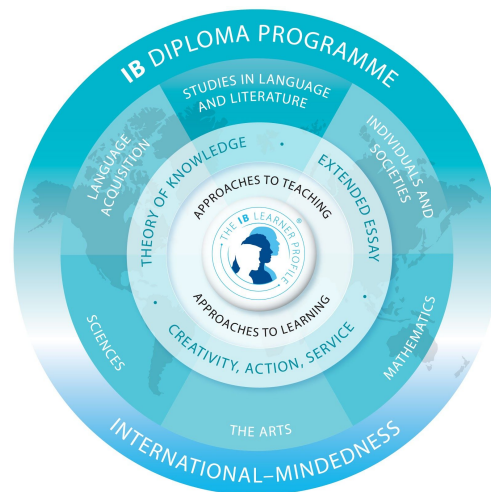 IB DIPLOMA PROGRAMME
STUDIES IN LANGUAGE
AND LITERATURE
LANGUAGE
ACQUISITION
INDIVIDUALS AND
SOCIETIES
THEORY OF KNOWLEDGE
EXTENDED ESSAY
APPROACHES TO TEACHING
THE IB LEARNER PROFILE
®
APPROACHES TO LEARNING
CREATIVITY, ACTION, SERVICE
SCIENCES
MATHEMATICS
THE ARTS
INTERNATIONAL–MINDEDNESS